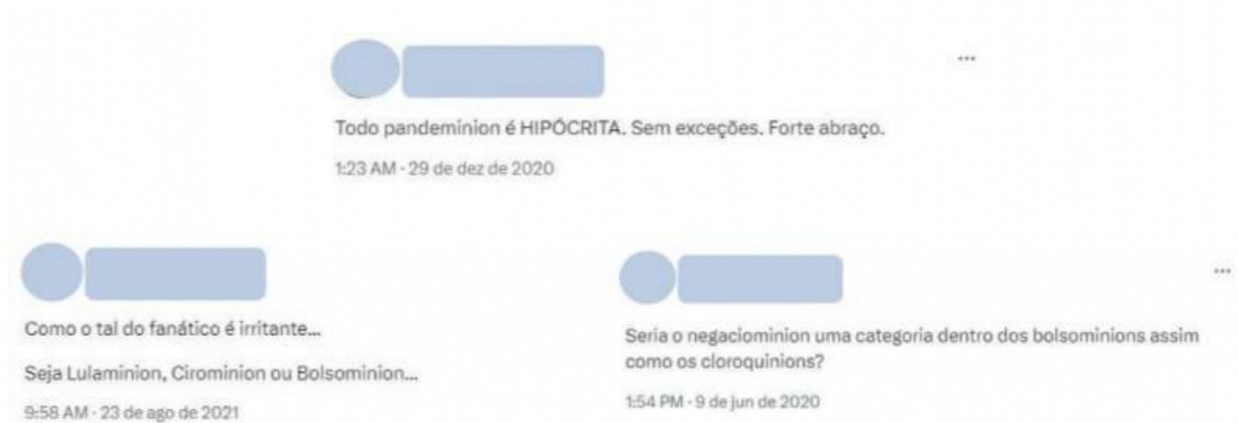 Todo pandeminion é HIPÓCRITA. Sem exceções. Forte abraço.
1:23 AM · 29 de dez de 2020
Como o tal do fanático é irritante...
Seja Lulaminion, Cirominion ou Bolsominion...
9:58 AM · 23 de ago de 2021
Seria o negaciominion uma categoria dentro dos bolsominions assim
como os cloroquinions?
1:54 PM · 9 de jun de 2020